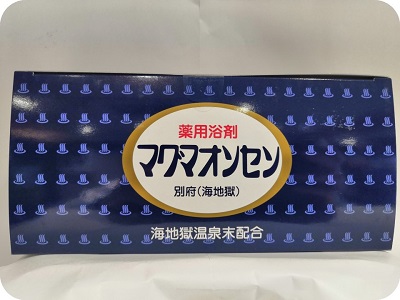 薬用浴剤
マグマオンセン
別府(海地獄)
海地獄温泉末配合